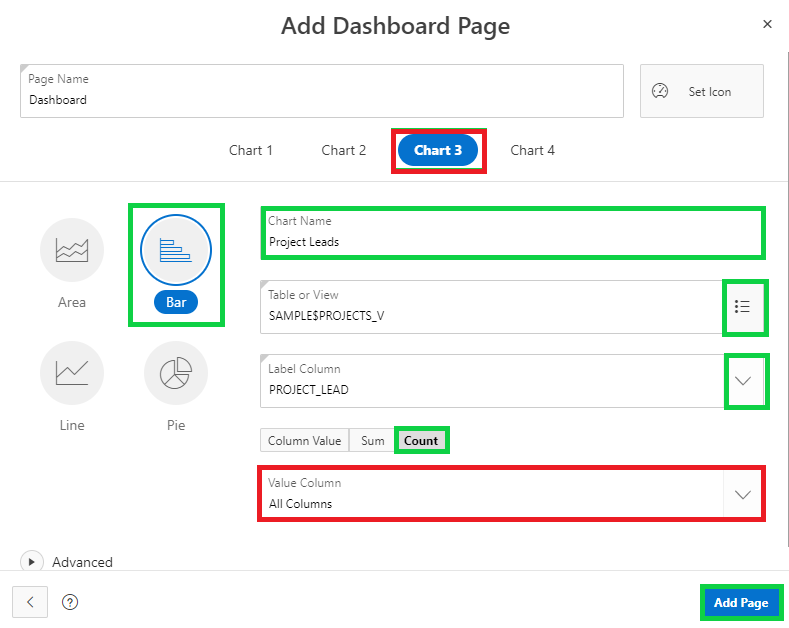 Add Dashboard Page
Page Name
Dashboard
Set Icon
Chart 1
Chart 2
Chart 3
Chart 4
Area
Bar
Line
Pie
Chart Name
Project Leads
Table or View
SAMPLE$PROJECTS_V
Label Column
PROJECT_LEAD
Column Value
Sum
Count
Value Column
All Columns
Advanced
?
Add Page